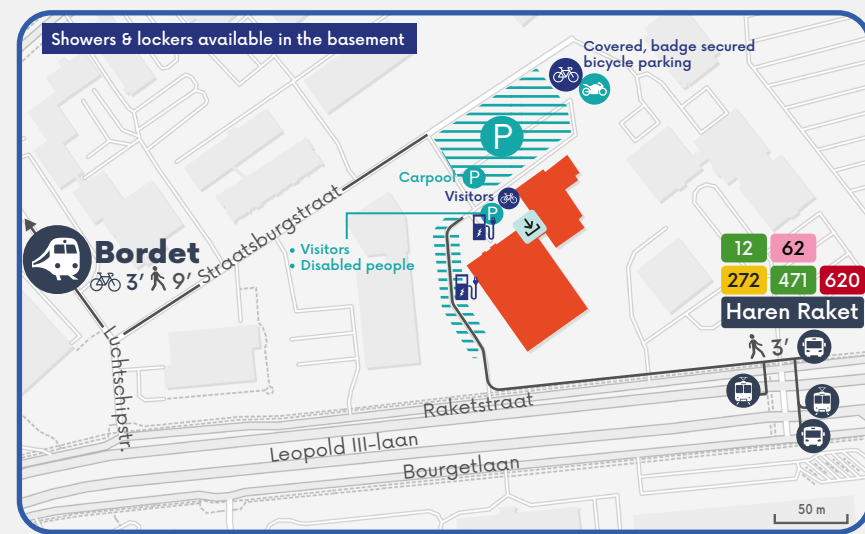 Showers & lockers available in the basement
Covered, badge secured
bicycle parking
P
Carpool P
Visitors
P
• Visitors
• Disabled people
Straatsburgstraat
Bordet
3' 9'
Luchtschipstr.
12 62
272 471 620
Haren Raket
3'
Raketstraat
Leopold III-laan
Bourgetlaan
50 m